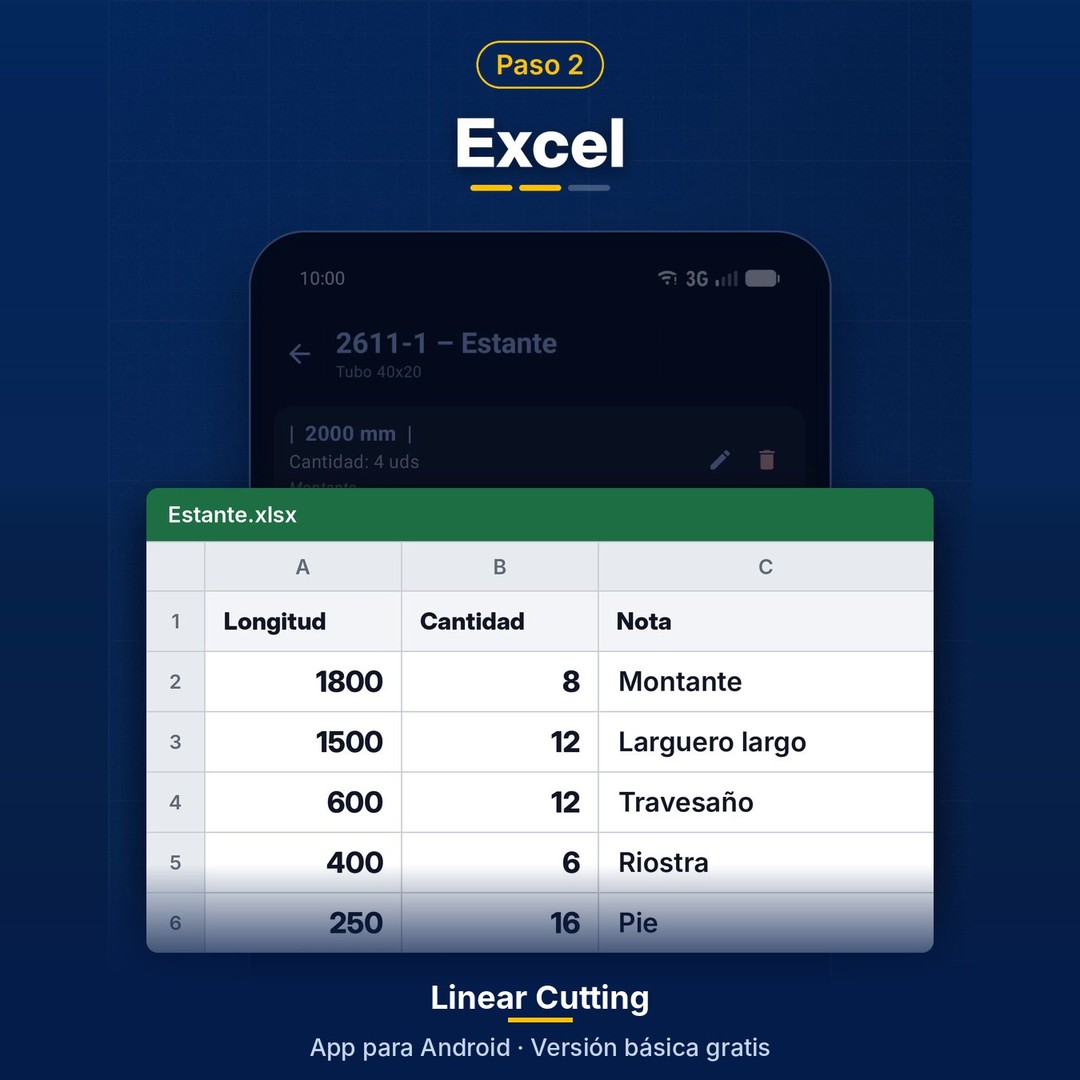 Paso 2
Excel
10:00 3G
2611-1 – Estante
Tubo 40x20
| 2000 mm |
Cantidad: 4 uds
Montante
Estante.xlsx
A B C
1 Longitud Cantidad Nota
2 1800 8 Montante
3 1500 12 Larguero largo
4 600 12 Travesaño
5 400 6 Riostra
6 250 16 Pie
Linear Cutting
App para Android · Versión básica gratis